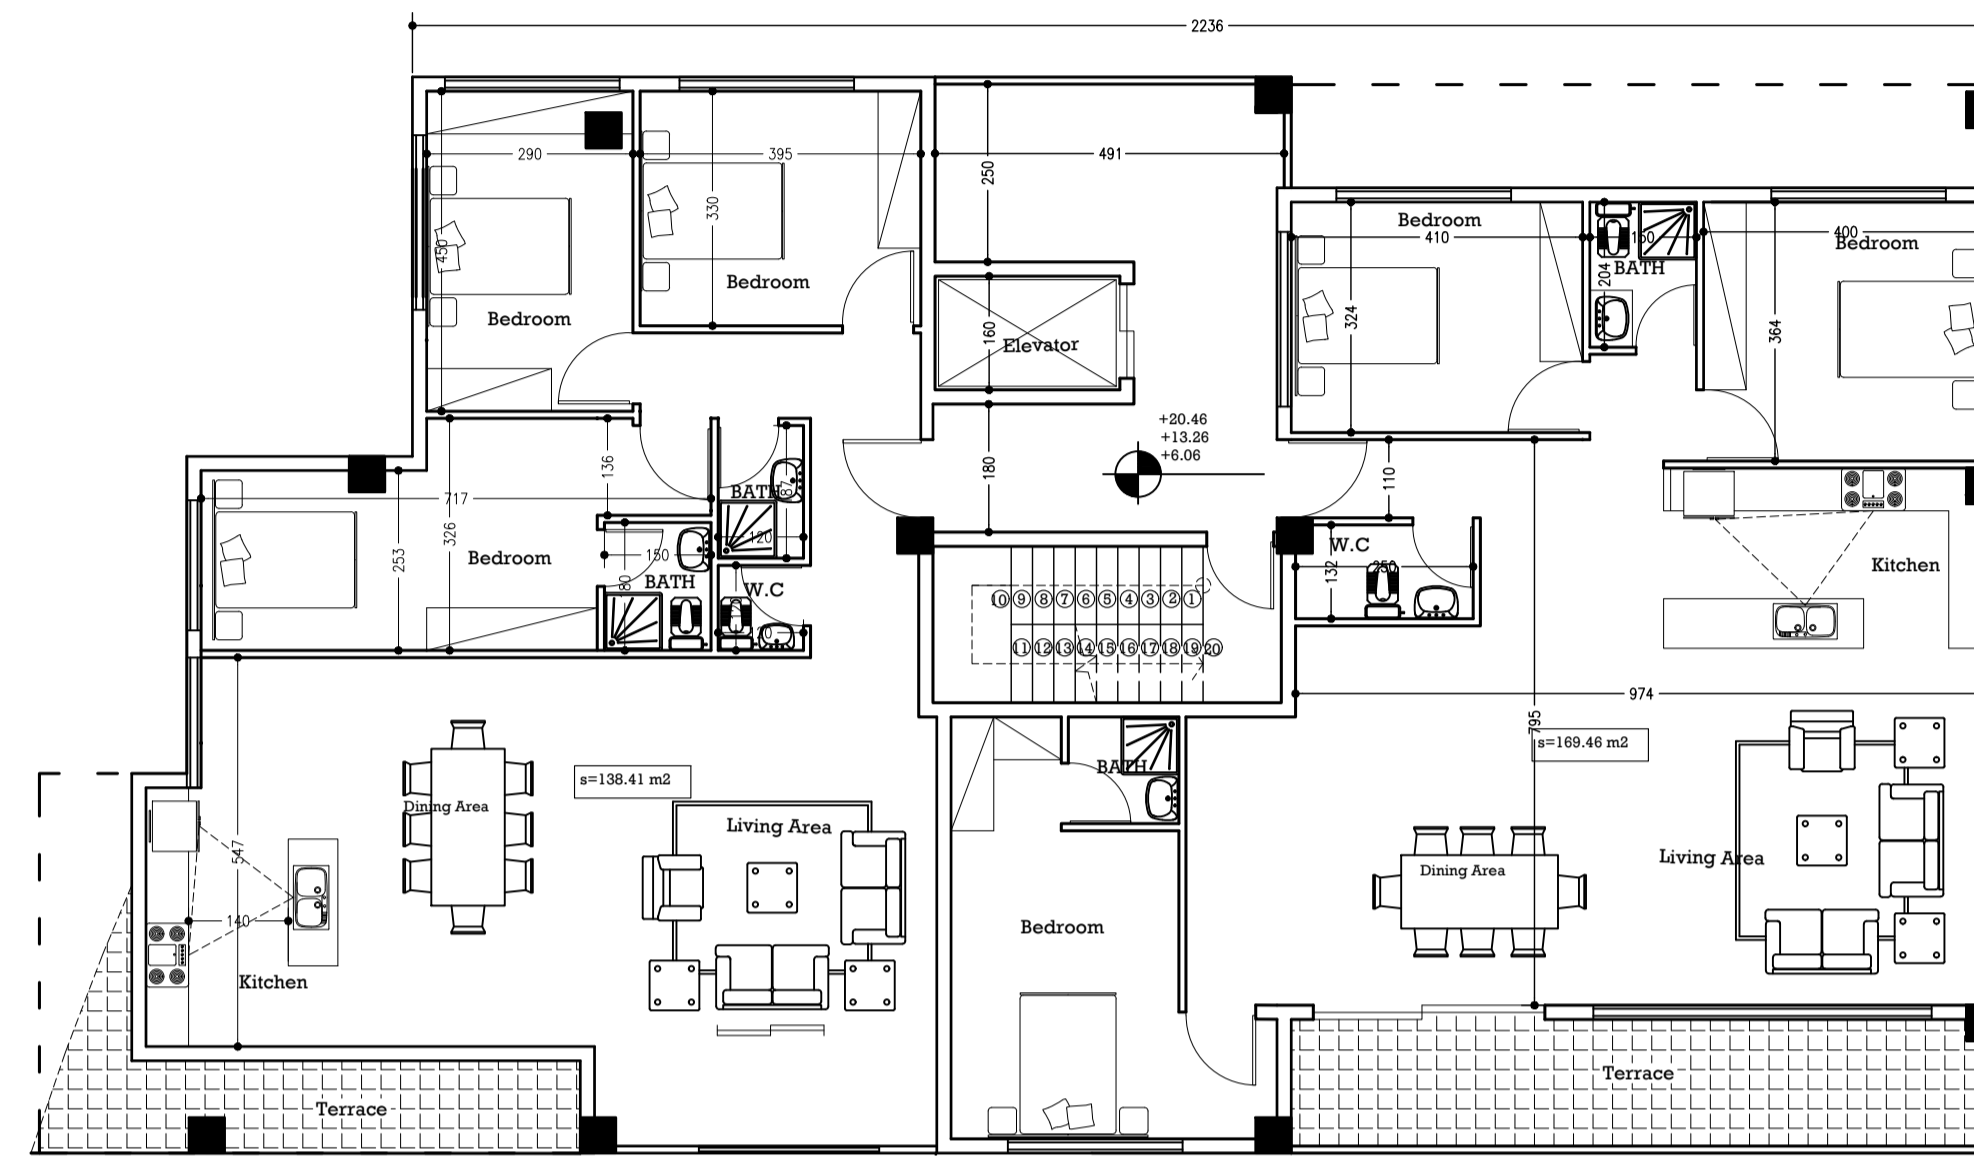 2236
290
395
491
250
450
330
Bedroom
Bedroom
160
Elevator
180
+20.46
+13.26
+6.06
Bedroom
410
324
150
204
BATH
400
Bedroom
364
110
717
136
253
326
Bedroom
BATH
87
120
150
80
BATH
W.C
W.C
132
250
Kitchen
10 9 8 7 6 5 4 3 2 1
11 12 13 14 15 16 17 18 19 20
974
795
s=169.46 m2
s=138.41 m2
BATH
Dining Area
Living Area
547
140
Kitchen
Bedroom
Dining Area
Living Area
Terrace
Terrace